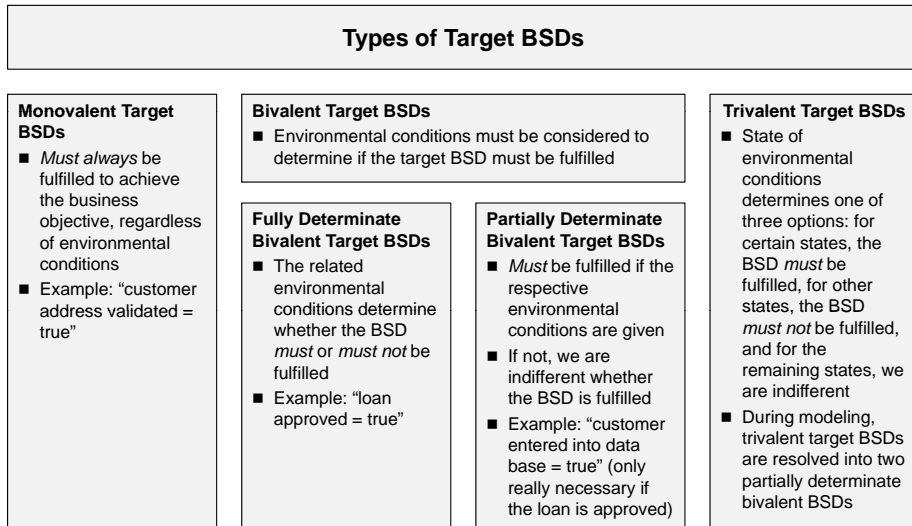 Types of Target BSDs
Monovalent Target
BSDs
■ Must always be
fulfilled to achieve
the business
objective, regardless
of environmental
conditions
■ Example: “customer
address validated =
true”
Bivalent Target BSDs
■ Environmental conditions must be considered to
determine if the target BSD must be fulfilled
Fully Determinate
Bivalent Target BSDs
■ The related
environmental
conditions determine
whether the BSD
must or must not be
fulfilled
■ Example: “loan
approved = true”
Partially Determinate
Bivalent Target BSDs
■ Must be fulfilled if the
respective
environmental
conditions are given
■ If not, we are
indifferent whether
the BSD is fulfilled
■ Example: “customer
entered into data
base = true” (only
really necessary if
the loan is approved)
Trivalent Target BSDs
■ State of
environmental
conditions
determines one of
three options: for
certain states, the
BSD must be
fulfilled, for other
states, the BSD
must not be fulfilled,
and for the
remaining states, we
are indifferent
■ During modeling,
trivalent target BSDs
are resolved into two
partially determinate
bivalent BSDs